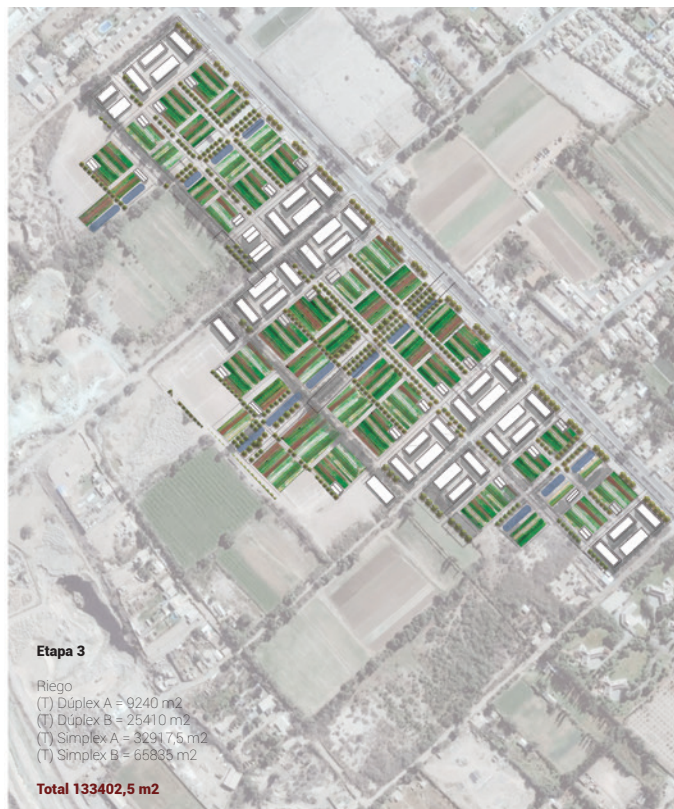 Etapa 3
Riego
(T) Dúplex A = 9240 m2
(T) Dúplex B = 25410 m2
(T) Simplex A = 32917,5 m2
(T) Simplex B = 65835 m2
Total 133402,5 m2